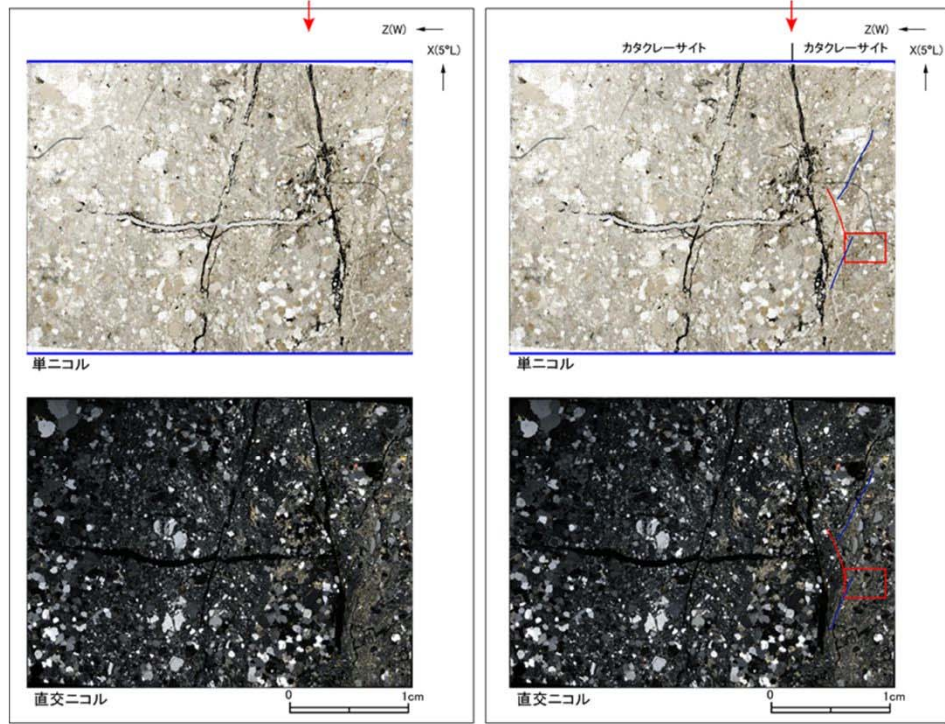 Z(W)
X(5°L)
単ニコル
直交ニコル
0
1cm
Z(W)
カタクレーサイト
カタクレーサイト
X(5°L)
単ニコル
直交ニコル
0
1cm